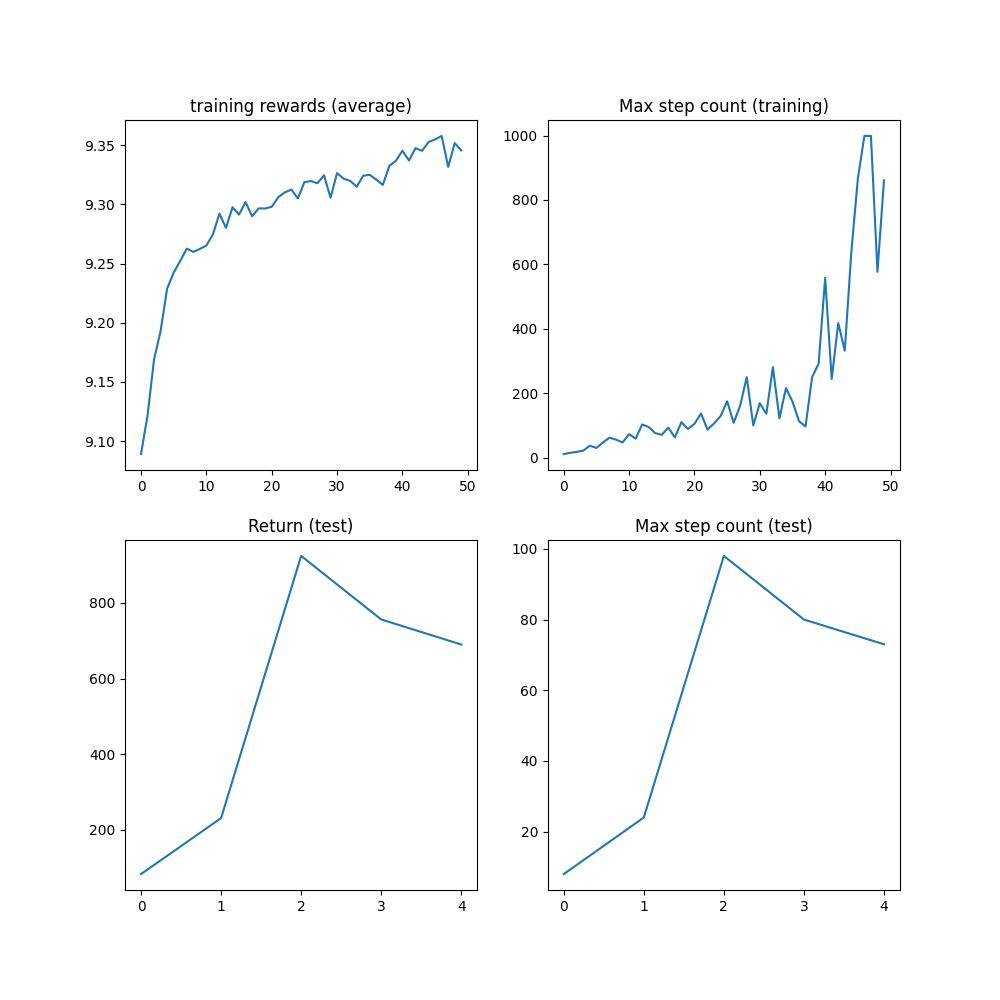 training rewards (average)
9.35
9.30
9.25
9.20
9.15
9.10
0 10 20 30 40 50
Max step count (training)
1000
800
600
400
200
0
0 10 20 30 40 50
Return (test)
800
600
400
200
0 1 2 3 4
Max step count (test)
100
80
60
40
20
0 1 2 3 4